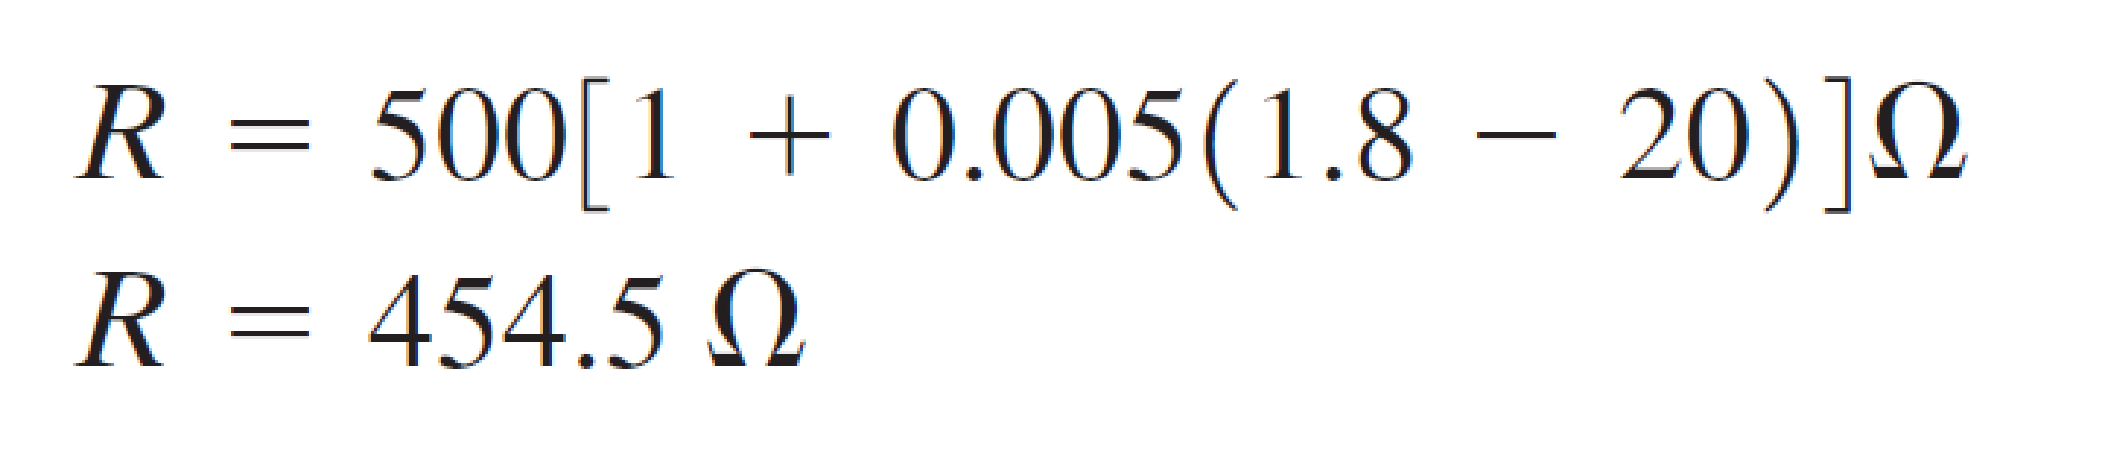 R = 500[1 + 0.005(1.8 − 20)]Ω
R = 454.5 Ω